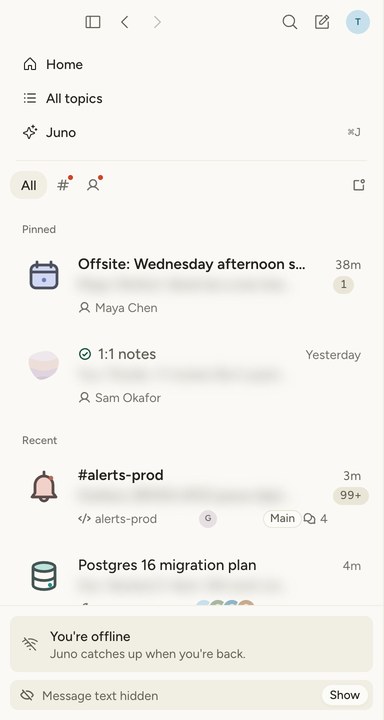 T
Home
All topics
Juno ⌘J
All #
Pinned
Offsite: Wednesday afternoon s... 38m
1
Maya Chen
1:1 notes Yesterday
Sam Okafor
Recent
#alerts-prod 3m
99+
alerts-prod G Main 4
Postgres 16 migration plan 4m
You're offline
Juno catches up when you're back.
Message text hidden Show